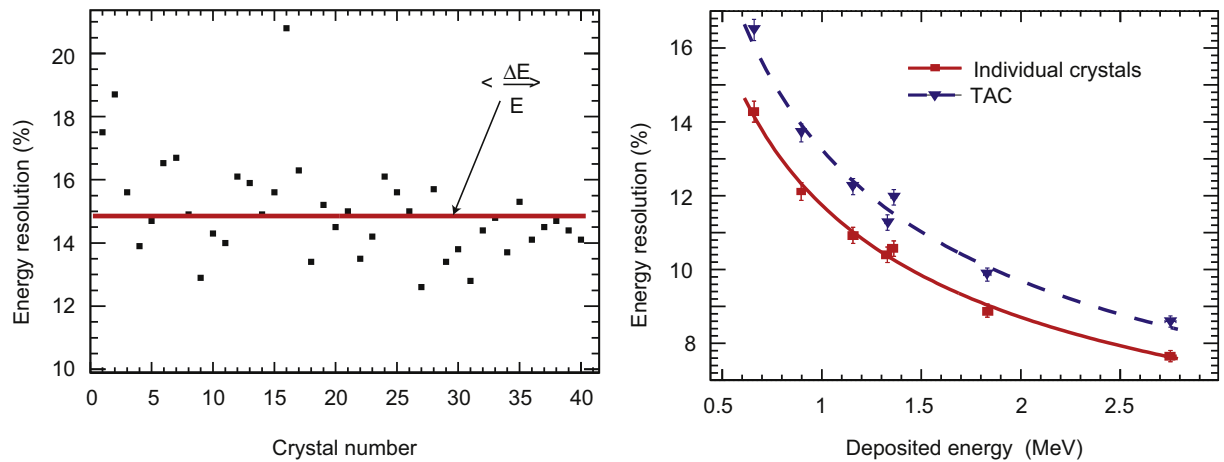 20
18
16
14
12
10
Energy resolution (%)
< ΔE >
E
0 5 10 15 20 25 30 35 40
Crystal number
16
14
12
10
8
Energy resolution (%)
Individual crystals
TAC
0.5 1 1.5 2 2.5
Deposited energy (MeV)